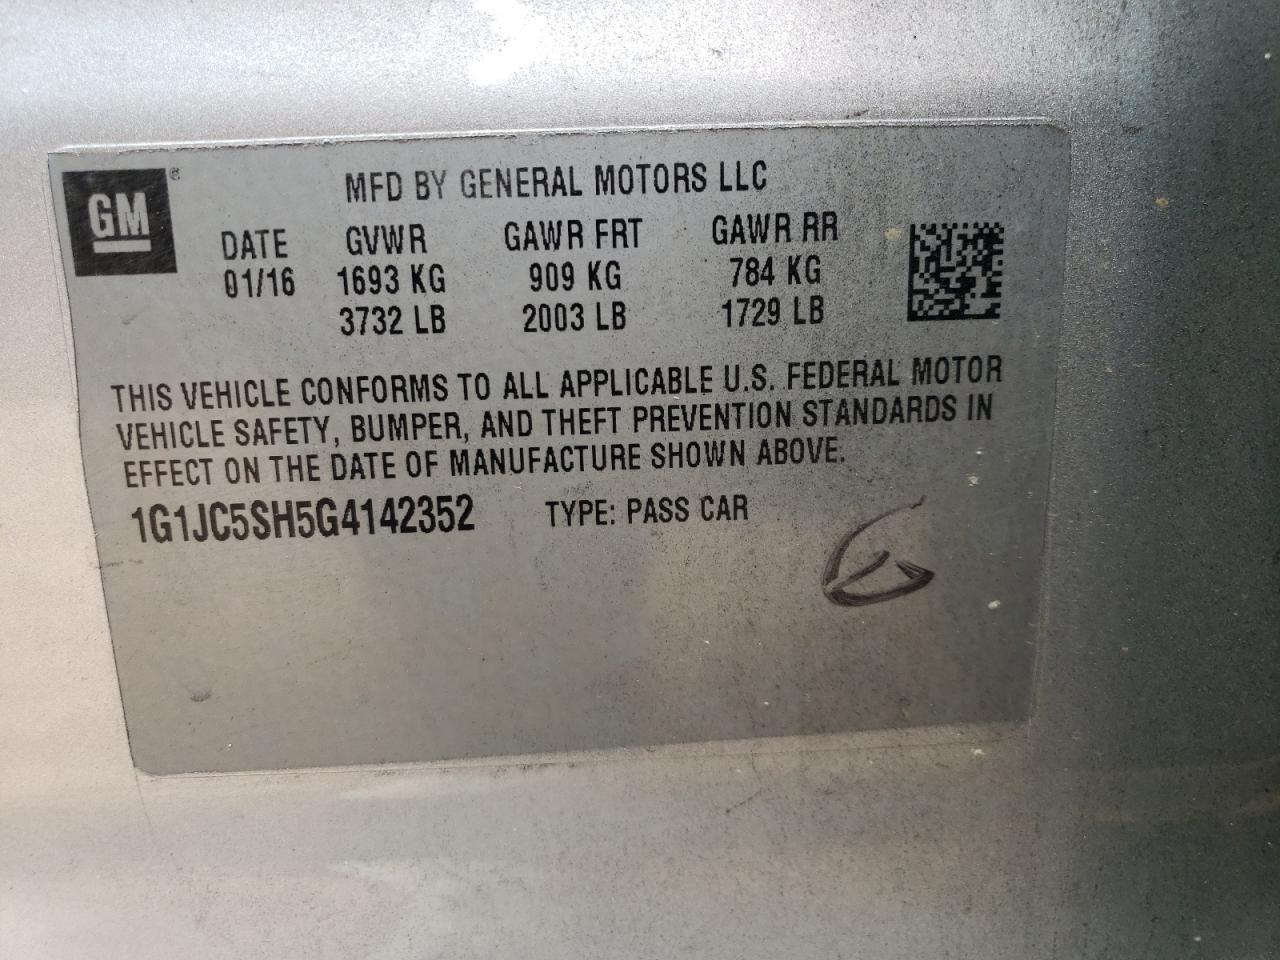 GM ®
MFD BY GENERAL MOTORS LLC
DATE GVWR GAWR FRT GAWR RR
01/16 1693 KG 909 KG 784 KG
3732 LB 2003 LB 1729 LB
THIS VEHICLE CONFORMS TO ALL APPLICABLE U.S. FEDERAL MOTOR
VEHICLE SAFETY, BUMPER, AND THEFT PREVENTION STANDARDS IN
EFFECT ON THE DATE OF MANUFACTURE SHOWN ABOVE.
1G1JC5SH5G4142352 TYPE: PASS CAR